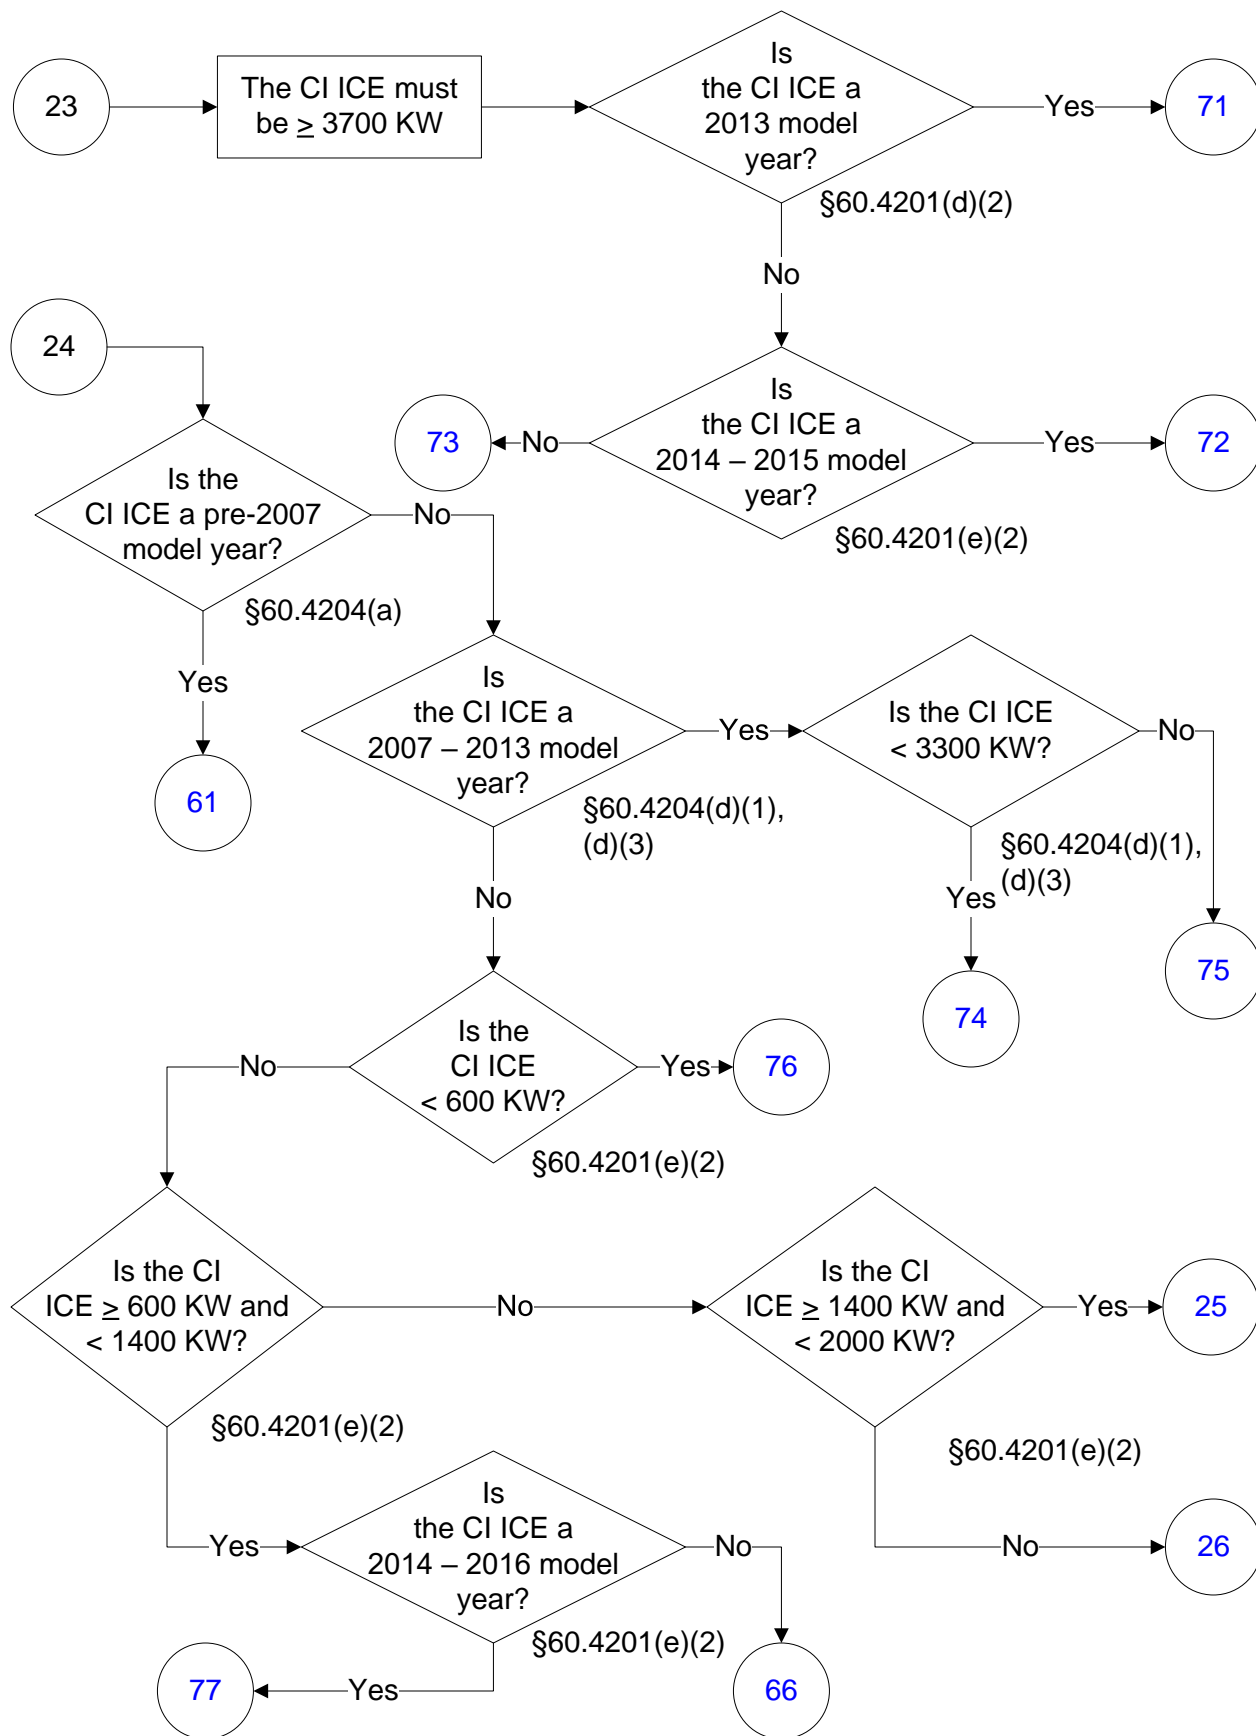 23
The CI ICE must
be ≥ 3700 KW
Is
the CI ICE a
2013 model
year?
Yes
71
§60.4201(d)(2)
No
24
Is
the CI ICE a
2014 – 2015 model
year?
No
73
Yes
72
§60.4201(e)(2)
Is the
CI ICE a pre-2007
model year?
No
§60.4204(a)
Yes
61
Is
the CI ICE a
2007 – 2013 model
year?
Yes
§60.4204(d)(1),
(d)(3)
Is the CI ICE
< 3300 KW?
No
§60.4204(d)(1),
(d)(3)
Yes
75
74
No
Is the
CI ICE
< 600 KW?
No
Yes
76
§60.4201(e)(2)
Is the CI
ICE ≥ 600 KW and
< 1400 KW?
No
Is the CI
ICE ≥ 1400 KW and
< 2000 KW?
Yes
25
§60.4201(e)(2)
§60.4201(e)(2)
Yes
Is
the CI ICE a
2014 – 2016 model
year?
No
No
26
§60.4201(e)(2)
77
Yes
66